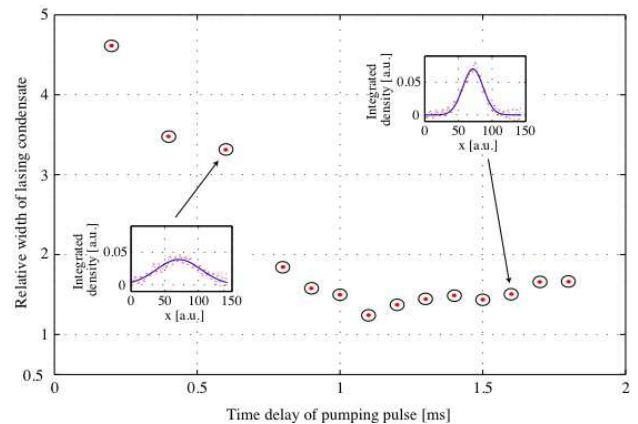 5
4
3
2
1
0.5
0
0.5
1
1.5
2
Relative width of lasing condensate
Time delay of pumping pulse [ms]
Integrated
density [a.u.]
0.05
0
0
50
100
150
x [a.u.]
Integrated
density [a.u.]
0.05
0
0
50
100
150
x [a.u.]